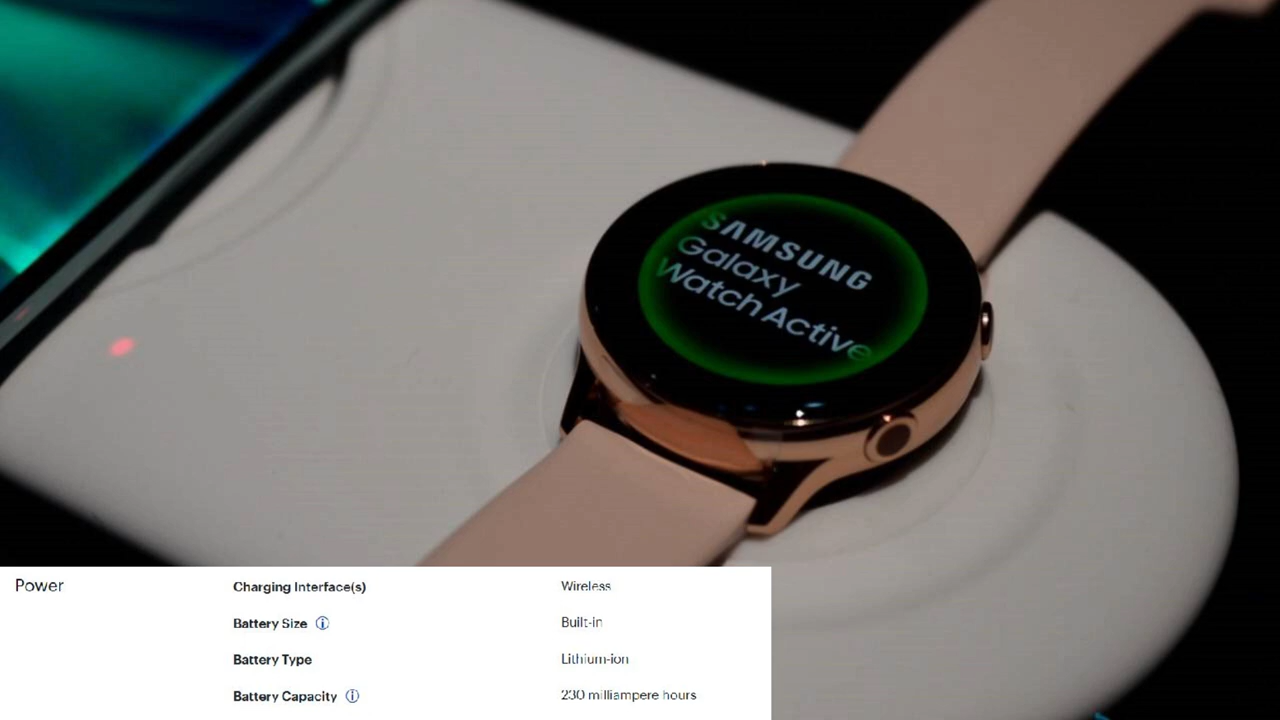 SAMSUNG
Galaxy
Watch Active
Power
Charging Interface(s) Wireless
Battery Size Built-in
Battery Type Lithium-ion
Battery Capacity 230 milliampere hours